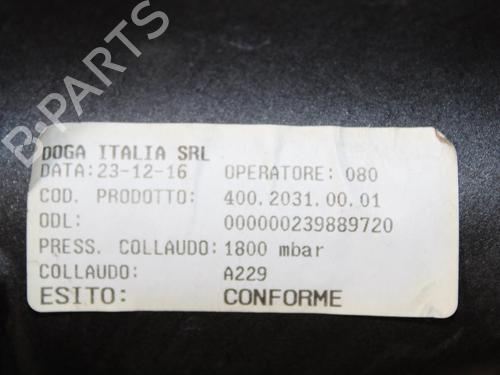 B-PARTS
DOGA ITALIA SRL
DATA:23-12-16 OPERATORE: 080
COD. PRODOTTO: 400.2031.00.01
ODL: 000000239889720
PRESS. COLLAUDO: 1800 mbar
COLLAUDO: A229
ESITO: CONFORME